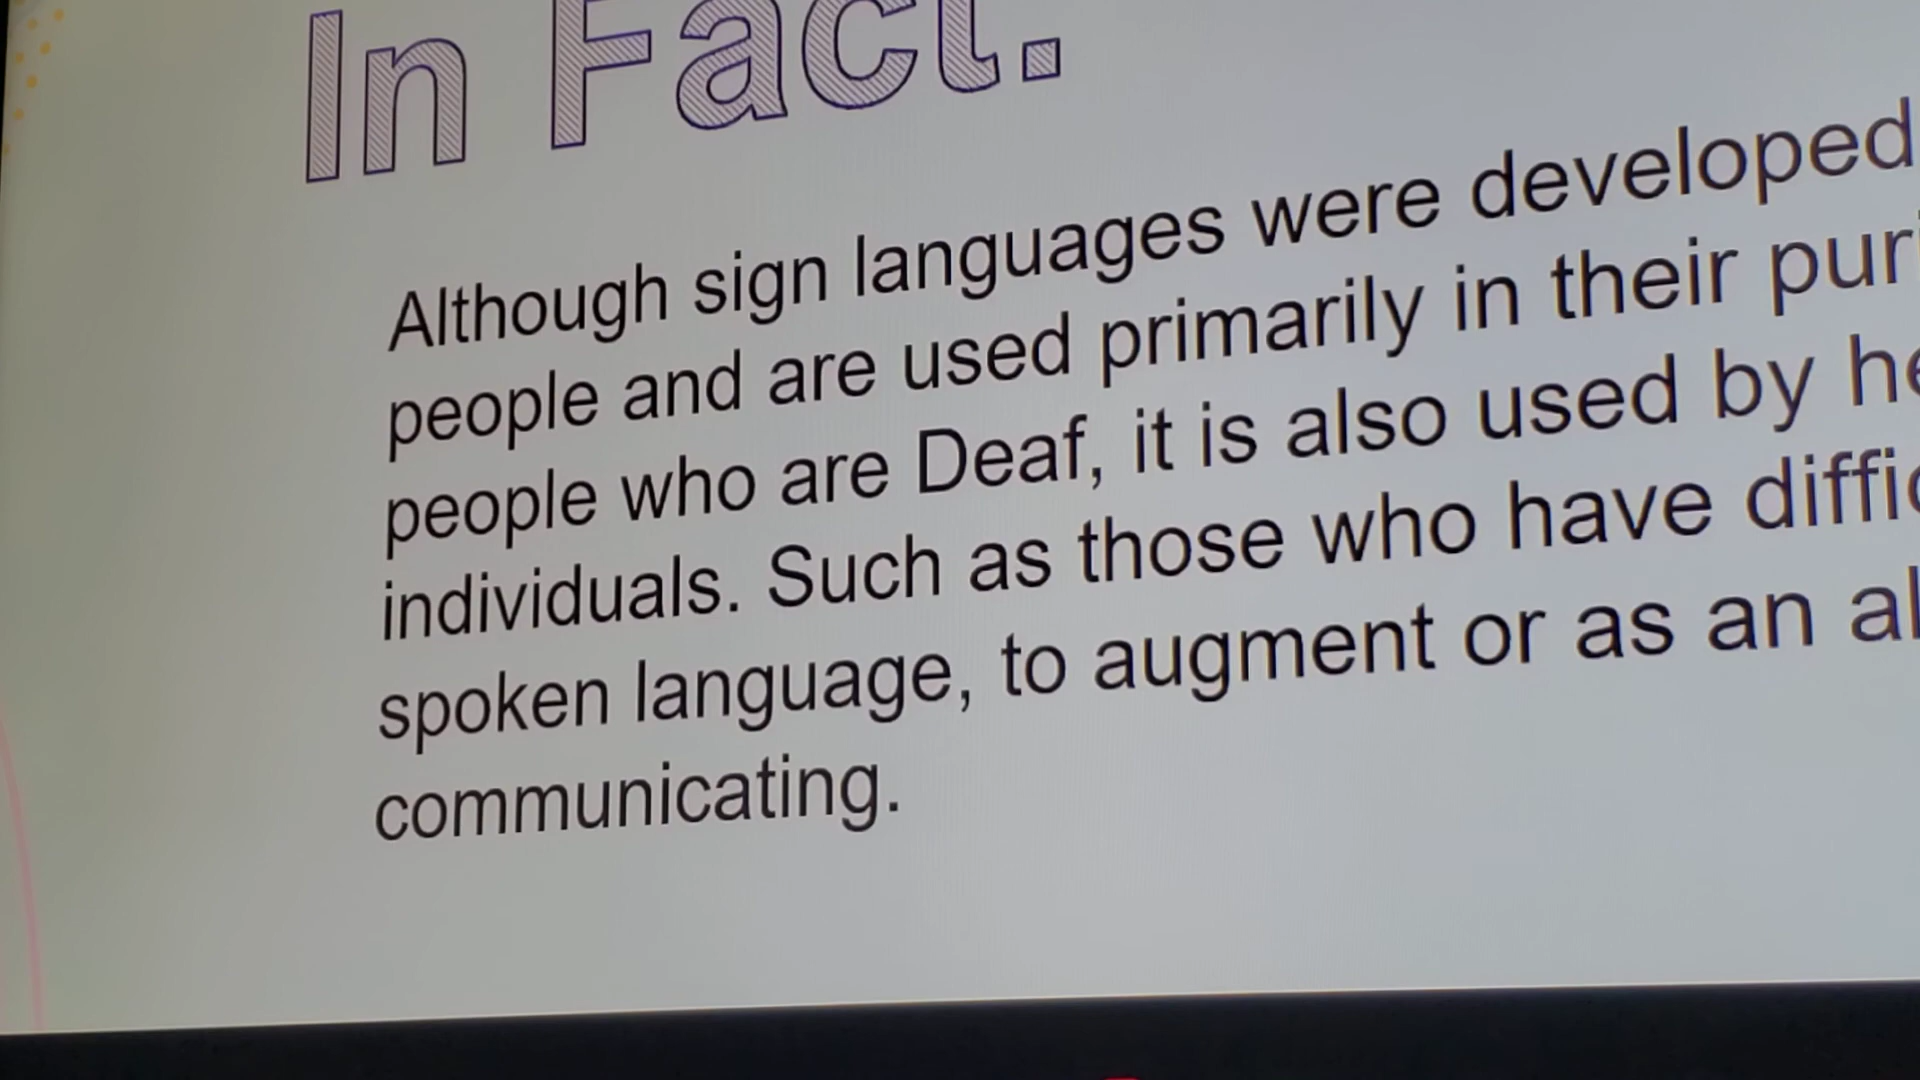 In Fact.
Although sign languages were developed
people and are used primarily in their
people who are Deaf, it is also used by
individuals. Such as those who have
spoken language, to augment or as an
communicating.